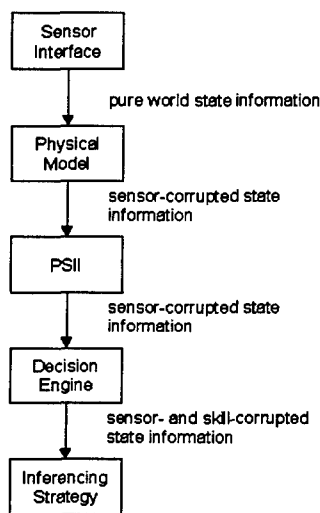 Sensor
Interface
pure world state information
Physical
Model
sensor-corrupted state
information
PSII
sensor-corrupted state
information
Decision
Engine
sensor- and skill-corrupted
state information
Inferencing
Strategy